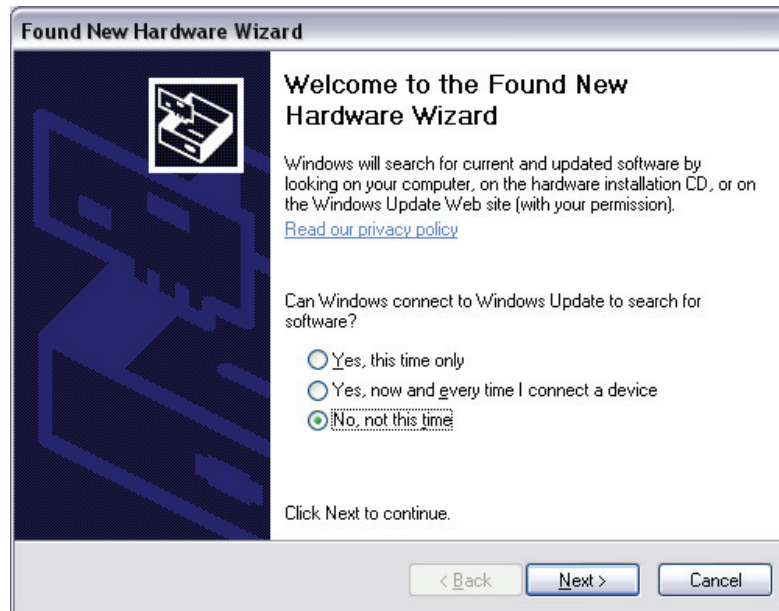 Found New Hardware Wizard
Welcome to the Found New
Hardware Wizard
Windows will search for current and updated software by
looking on your computer, on the hardware installation CD, or on
the Windows Update Web site (with your permission).
Read our privacy policy
Can Windows connect to Windows Update to search for
software?
Yes, this time only
Yes, now and every time I connect a device
No, not this time
Click Next to continue.
< Back
Next >
Cancel